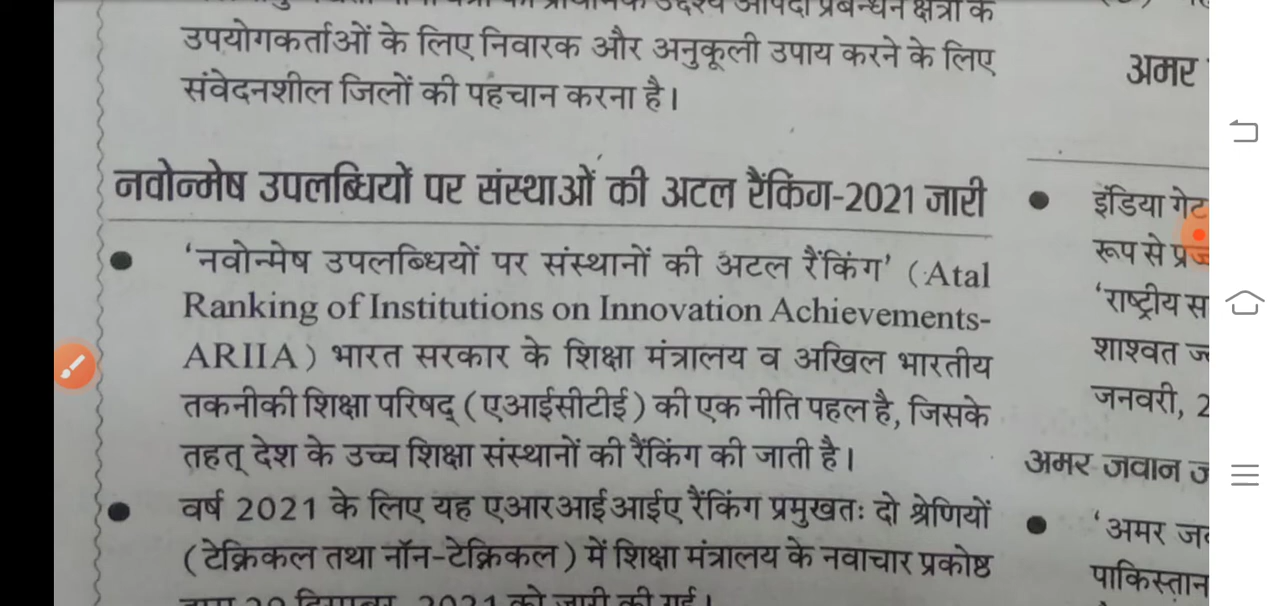 उपयोगकर्ताओं के लिए निवारक और अनुकूली उपाय करने के लिए
संवेदनशील जिलों की पहचान करना है।
नवोन्मेष उपलब्धियों पर संस्थाओं की अटल रैंकिंग-2021 जारी
‘नवोन्मेष उपलब्धियों पर संस्थानों की अटल रैंकिंग’ (Atal
Ranking of Institutions on Innovation Achievements-
ARIIA) भारत सरकार के शिक्षा मंत्रालय व अखिल भारतीय
तकनीकी शिक्षा परिषद् (एआईसीटीई) की एक नीति पहल है, जिसके
तहत् देश के उच्च शिक्षा संस्थानों की रैंकिंग की जाती है।
वर्ष 2021 के लिए यह एआरआईआईए रैंकिंग प्रमुखतः दो श्रेणियों
(टेक्निकल तथा नॉन-टेक्निकल) में शिक्षा मंत्रालय के नवाचार प्रकोष्ठ
2021 को जारी की गई।
अमर
इंडिया गेट
रूप से
‘राष्ट्रीय
शाश्वत
जनवरी,
अमर जवान
‘अमर
पाकिस्तान